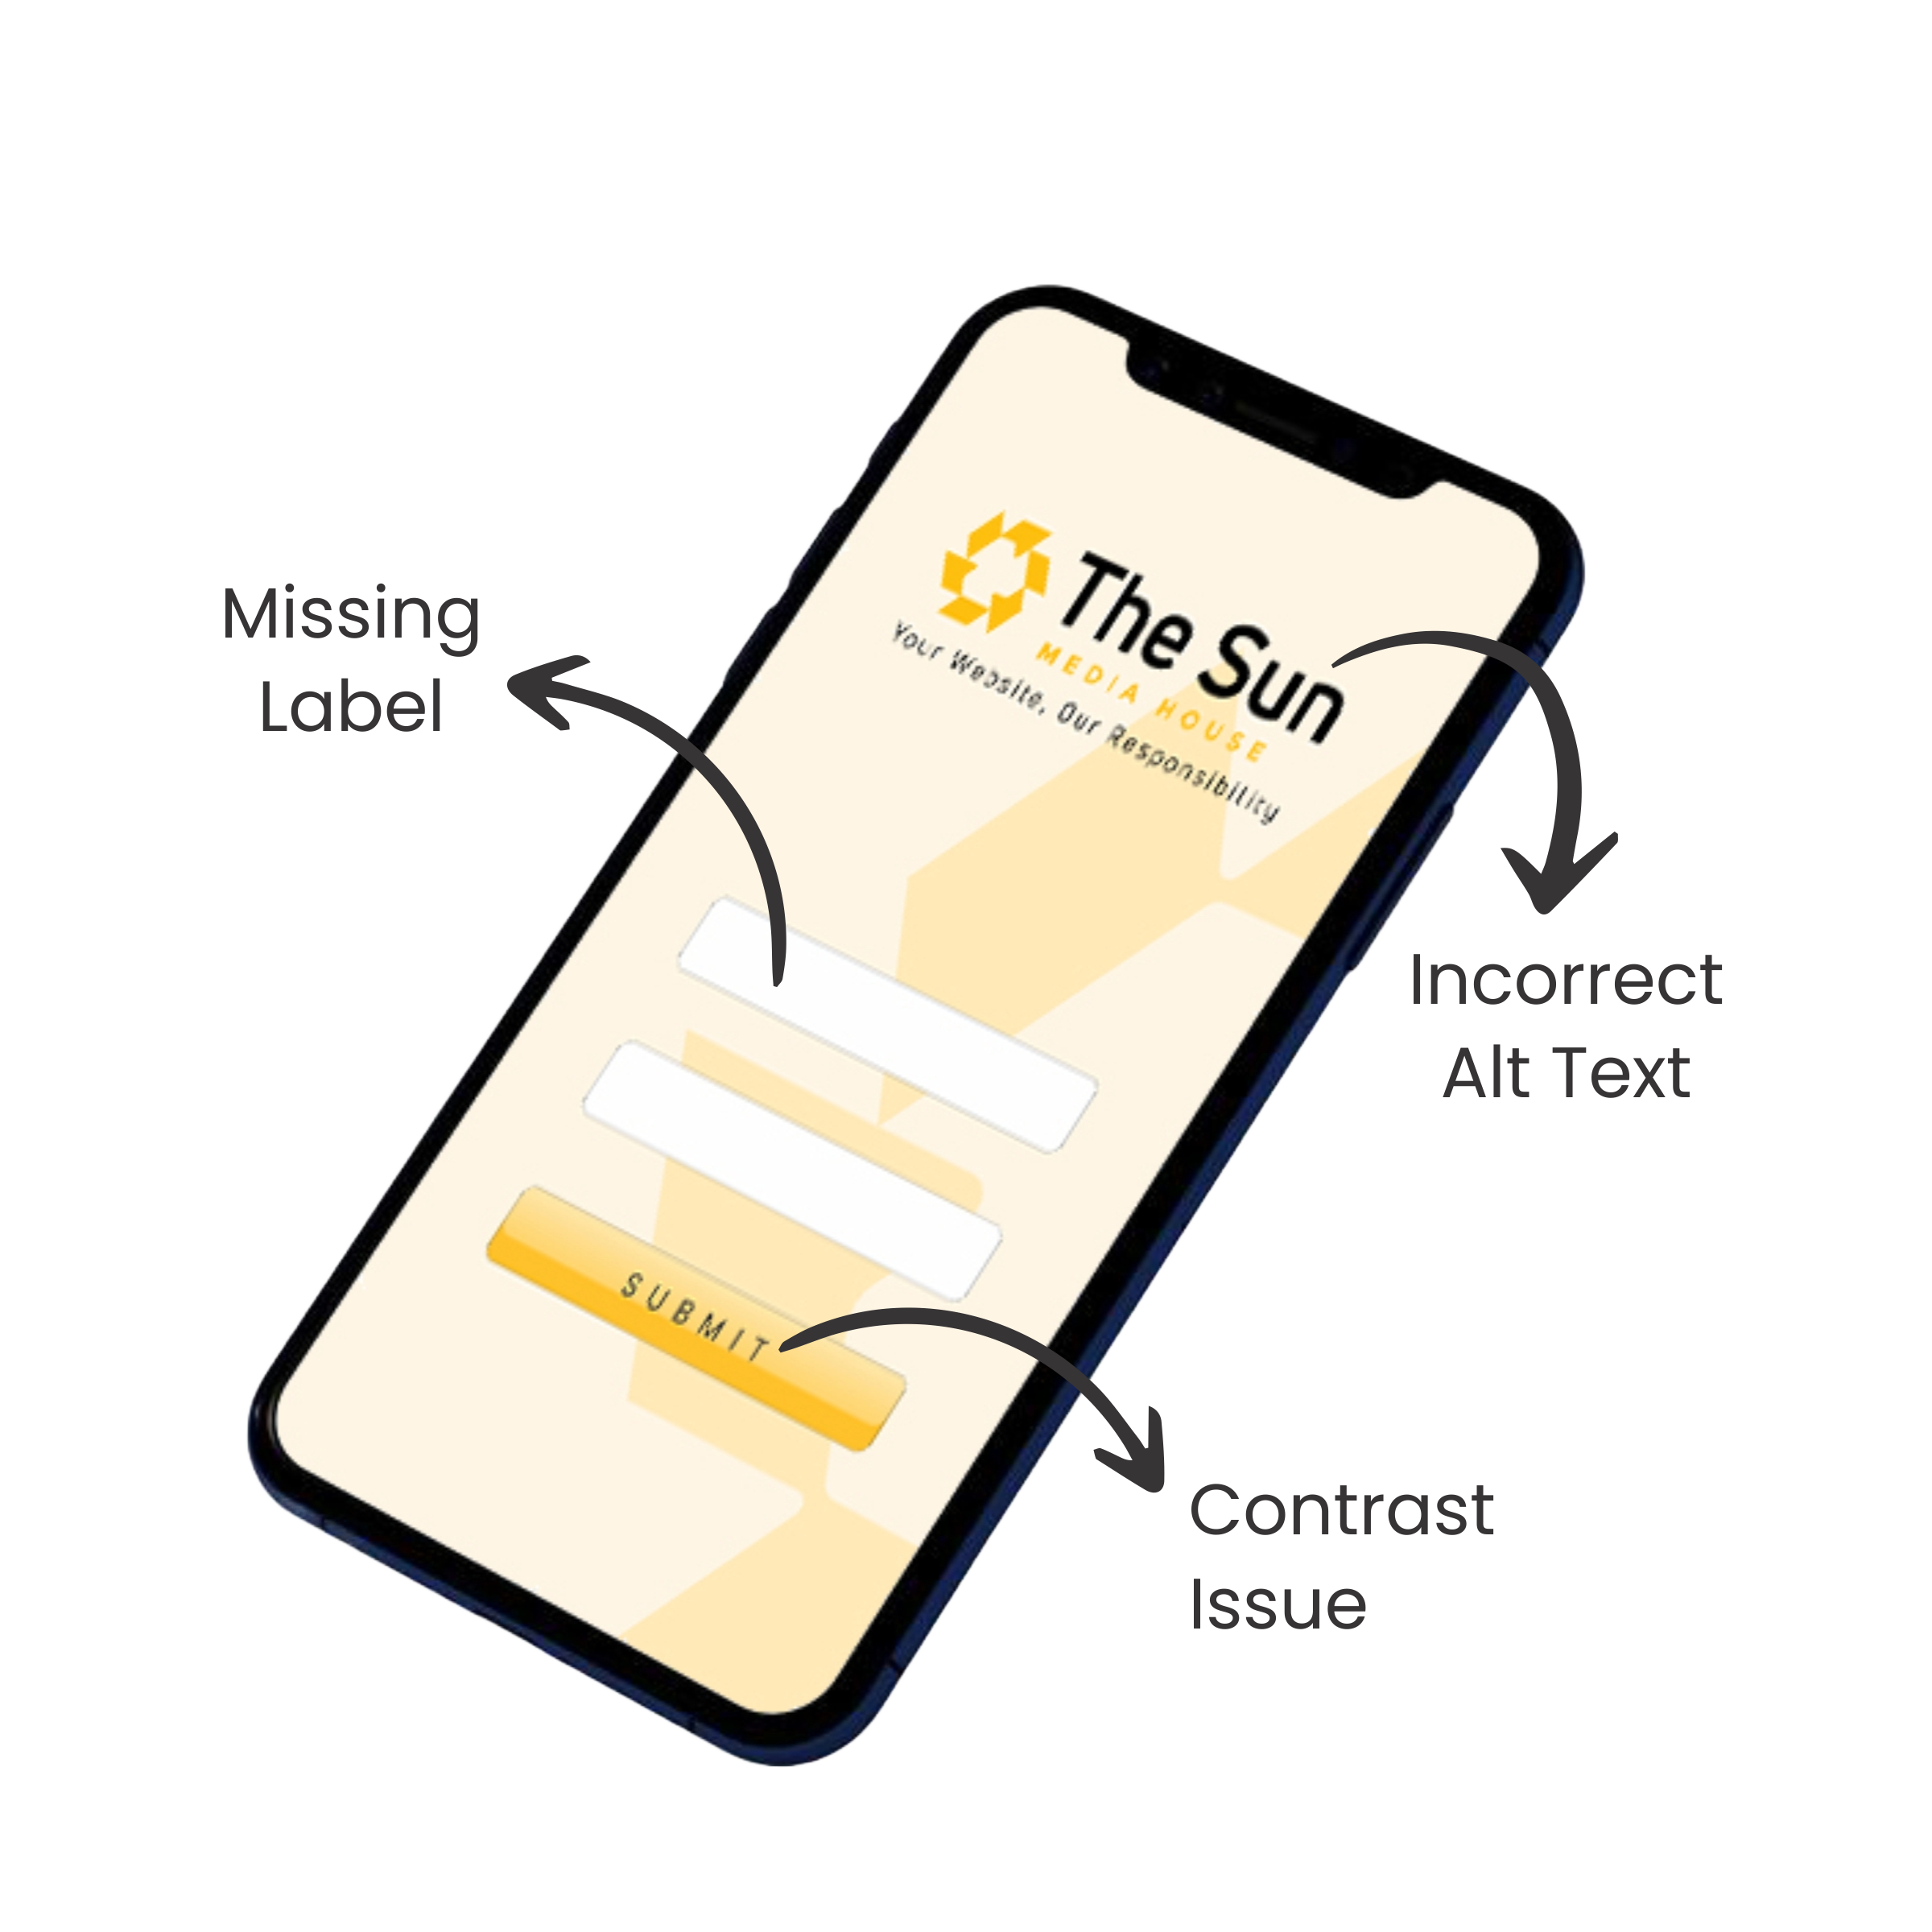 Missing
Label
The Sun
MEDIA HOUSE
Your Website, Our Responsibility
Incorrect
Alt Text
SUBMIT
Contrast
Issue